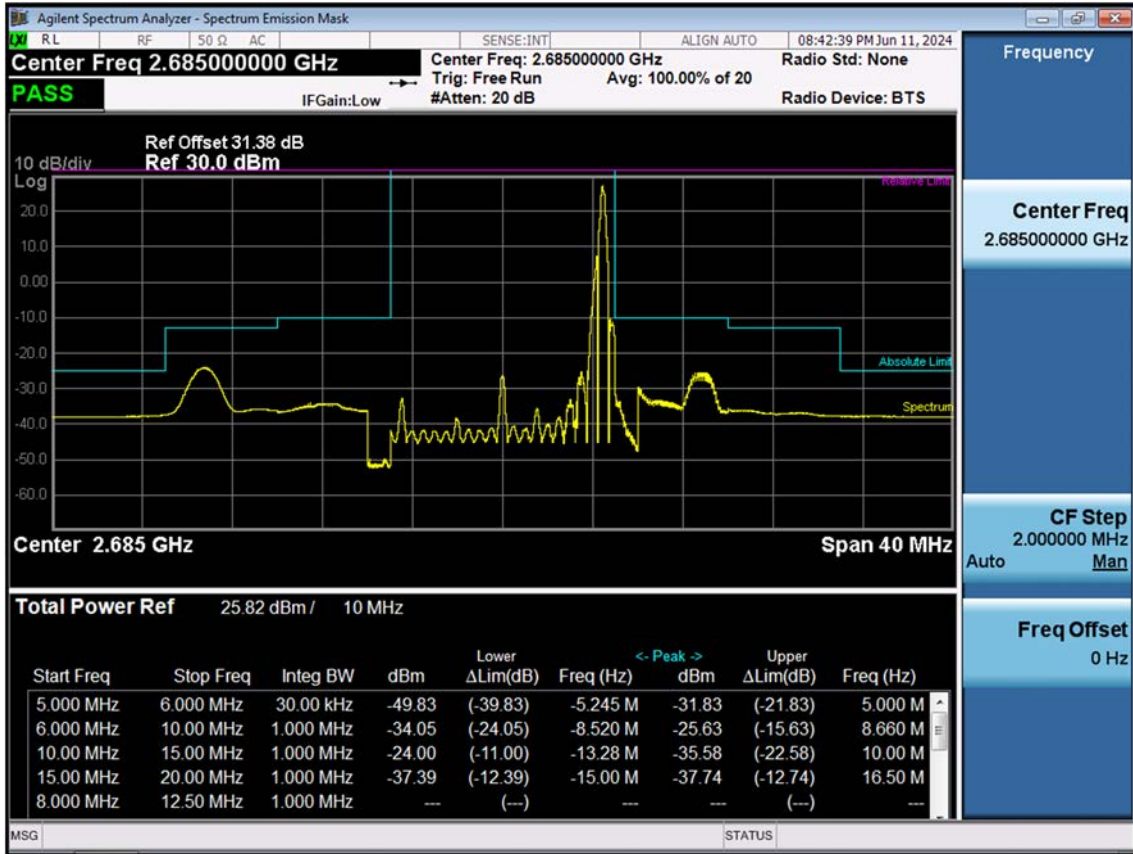 Agilent Spectrum Analyzer - Spectrum Emission Mask
LXI RL RF 50 Ω AC SENSE:INT ALIGN AUTO 08:42:39 PM Jun 11, 2024
Center Freq 2.685000000 GHz Center Freq: 2.685000000 GHz Radio Std: None
Trig: Free Run Avg: 100.00% of 20
PASS IFGain:Low #Atten: 20 dB Radio Device: BTS
Ref Offset 31.38 dB
10 dB/div Ref 30.0 dBm
Log
Relative Limit
20.0
10.0
0.00
-10.0
-20.0
Absolute Limit
-30.0
Spectrum
-40.0
-50.0
-60.0
Center 2.685 GHz Span 40 MHz
Total Power Ref 25.82 dBm / 10 MHz
Lower <- Peak -> Upper
Start Freq Stop Freq Integ BW dBm ΔLim(dB) Freq (Hz) dBm ΔLim(dB) Freq (Hz)
5.000 MHz 6.000 MHz 30.00 kHz -49.83 (-39.83) -5.245 M -31.83 (-21.83) 5.000 M
6.000 MHz 10.00 MHz 1.000 MHz -34.05 (-24.05) -8.520 M -25.63 (-15.63) 8.660 M
10.00 MHz 15.00 MHz 1.000 MHz -24.00 (-11.00) -13.28 M -35.58 (-22.58) 10.00 M
15.00 MHz 20.00 MHz 1.000 MHz -37.39 (-12.39) -15.00 M -37.74 (-12.74) 16.50 M
8.000 MHz 12.50 MHz 1.000 MHz --- (---) --- --- (---) ---
MSG STATUS
Frequency
Center Freq
2.685000000 GHz
CF Step
2.000000 MHz
Auto Man
Freq Offset
0 Hz